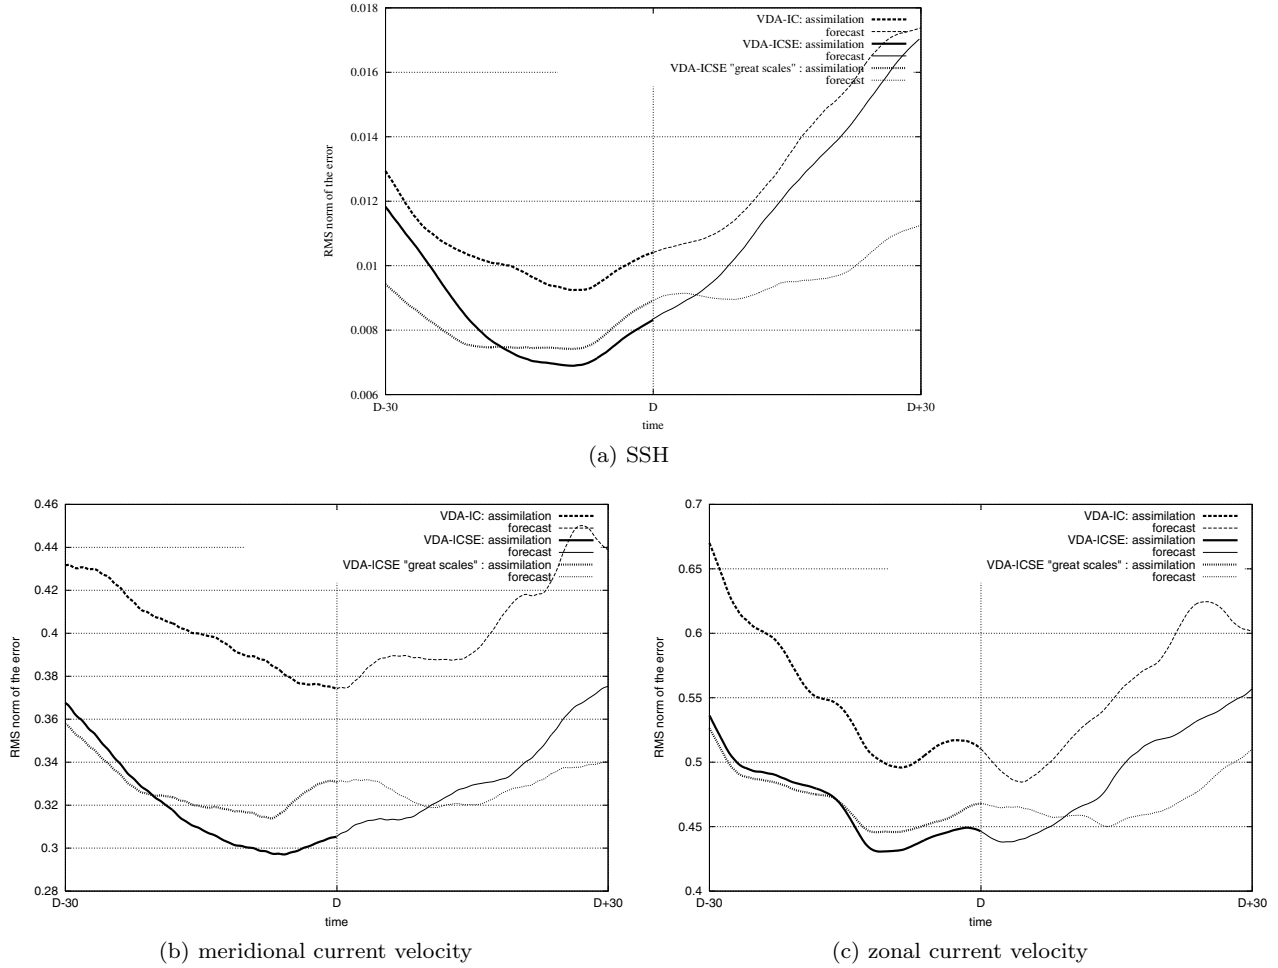 0.018
0.016
0.014
0.012
0.01
0.008
0.006
RMS norm of the error
VDA-IC: assimilation
forecast
VDA-ICSE: assimilation
forecast
VDA-ICSE "great scales" : assimilation
forecast
D-30 D D+30
time
(a) SSH
0.46
0.44
0.42
0.4
0.38
0.36
0.34
0.32
0.3
0.28
RMS norm of the error
VDA-IC: assimilation
forecast
VDA-ICSE: assimilation
forecast
VDA-ICSE "great scales" : assimilation
forecast
D-30 D D+30
time
(b) meridional current velocity
0.7
0.65
0.6
0.55
0.5
0.45
0.4
RMS norm of the error
VDA-IC: assimilation
forecast
VDA-ICSE: assimilation
forecast
VDA-ICSE "great scales" : assimilation
forecast
D-30 D D+30
time
(c) zonal current velocity